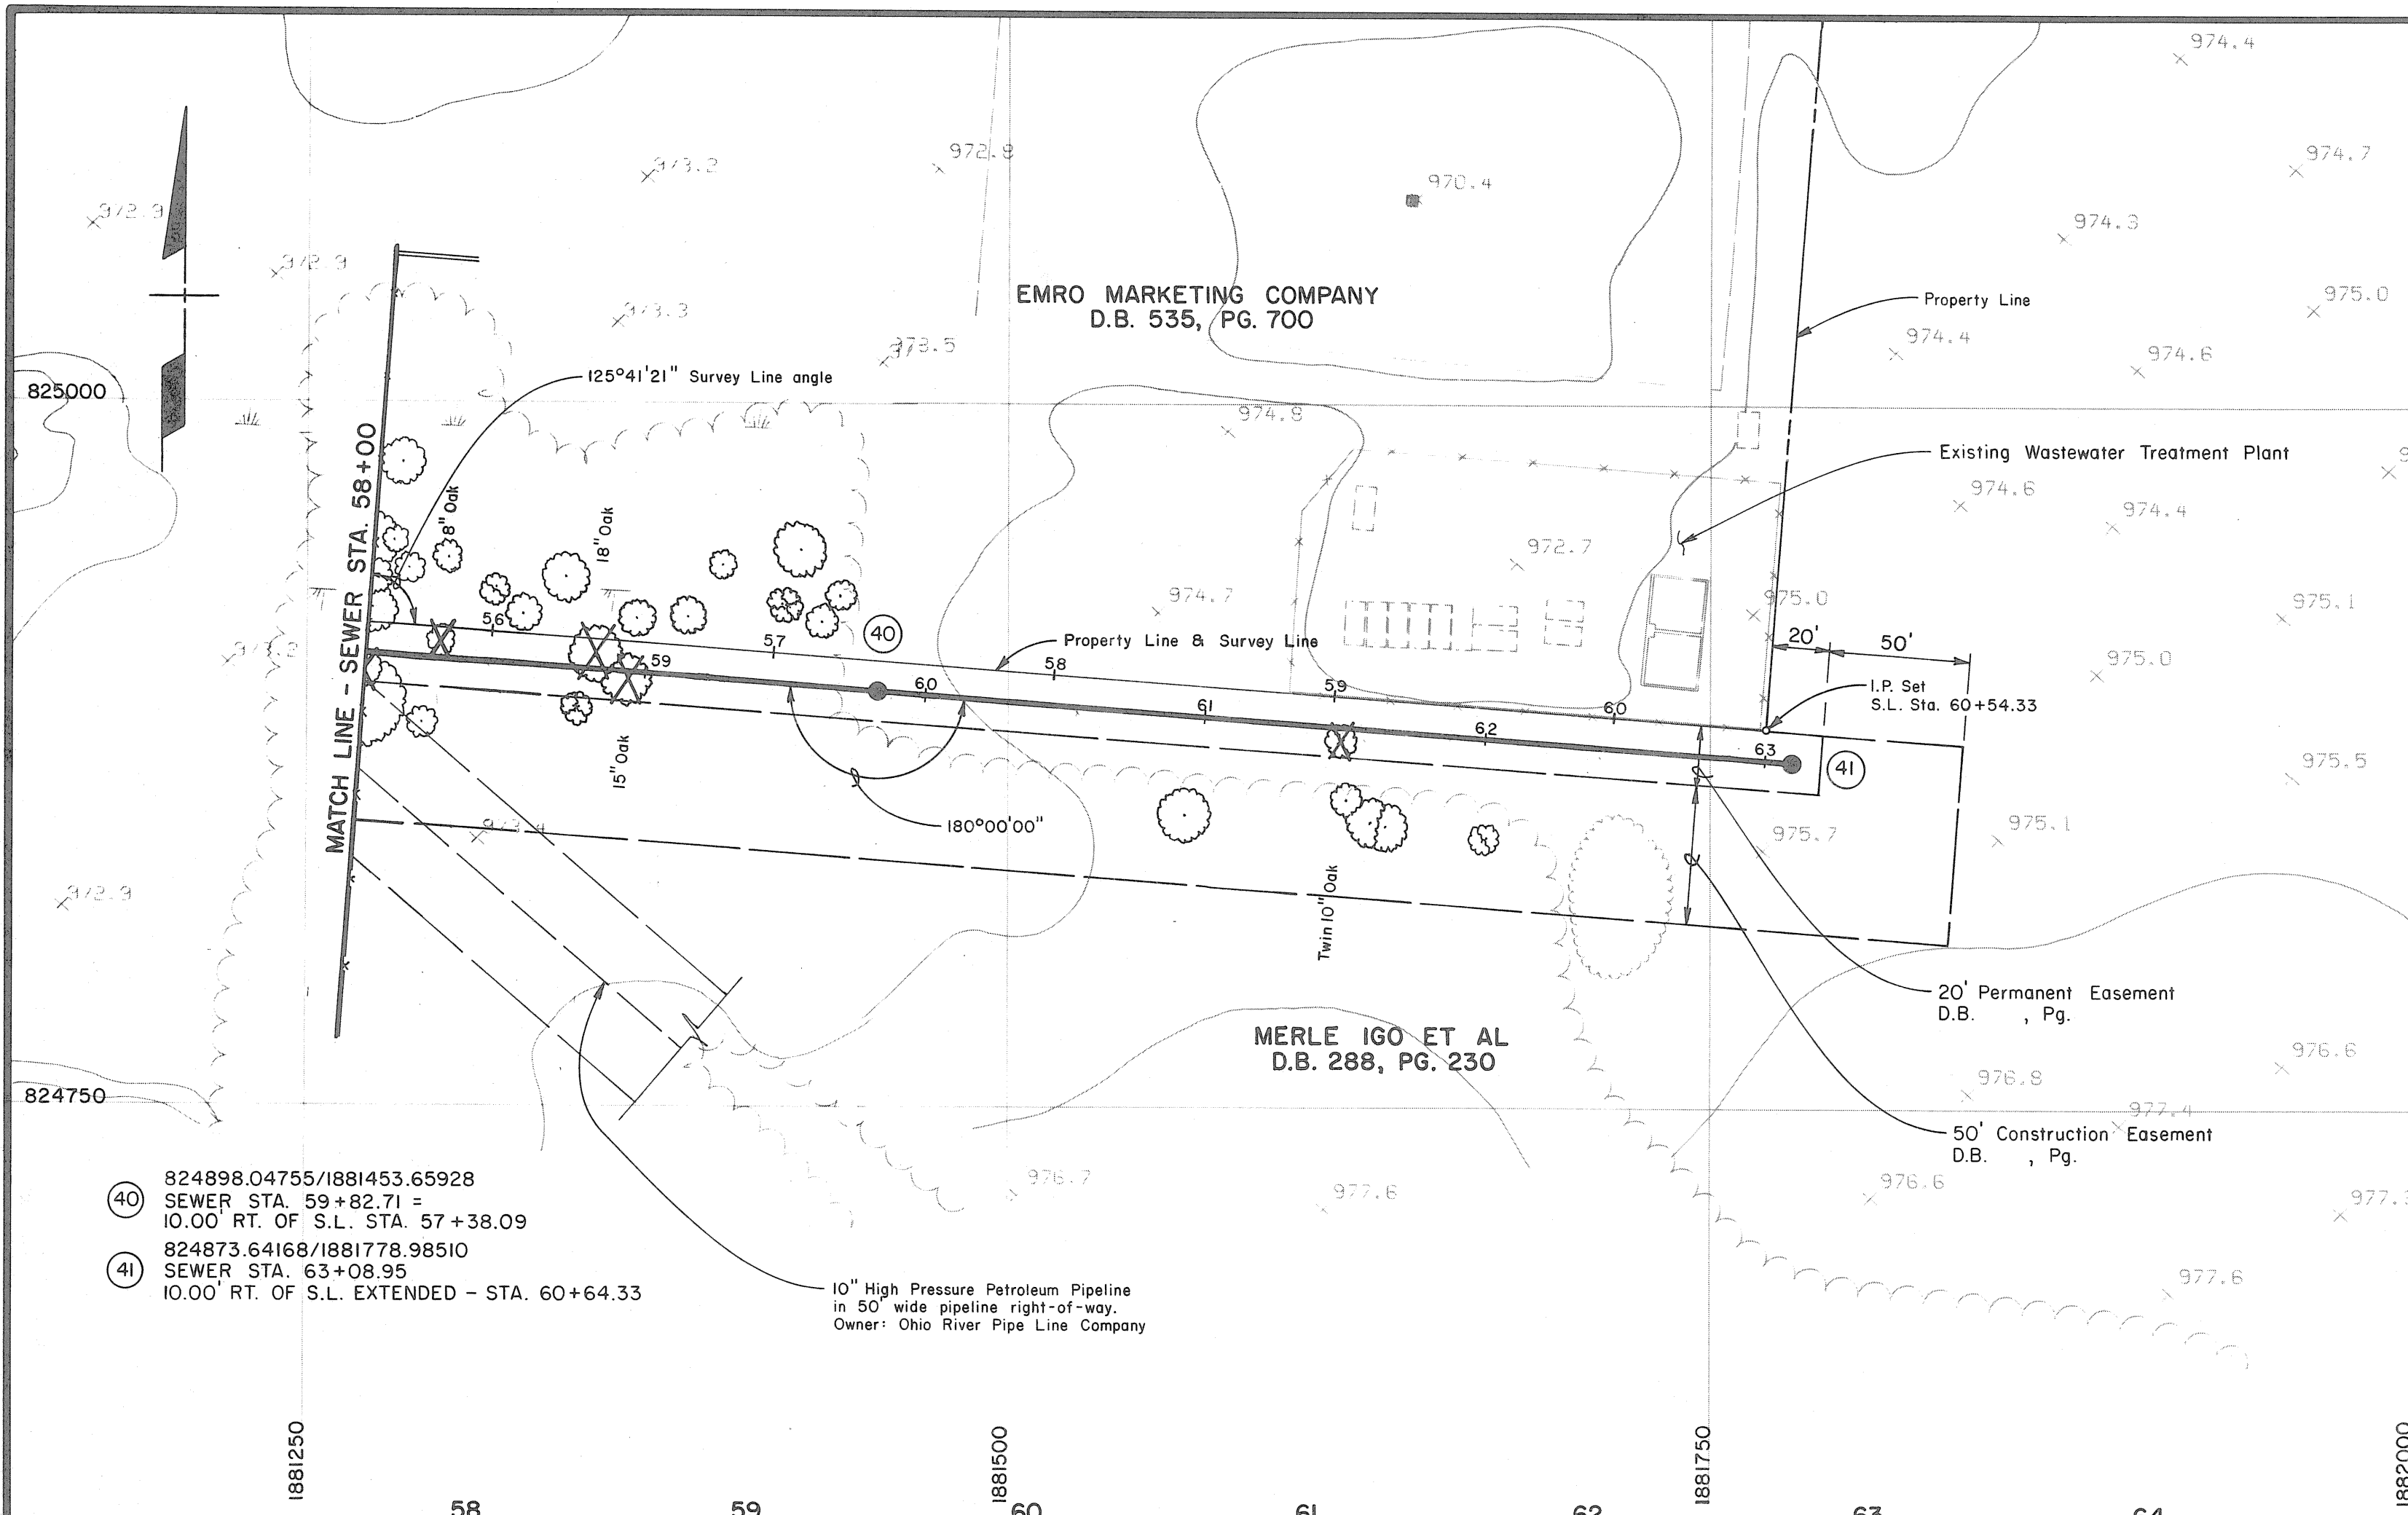 974.4
972.8
974.7
973.2
970.4
972.9
974.3
972.9
EMRO MARKETING COMPANY
D.B. 535, PG. 700
975.0
Property Line
973.3
973.5
974.4
974.6
125°41'21" Survey Line angle
825000
974.8
Existing Wastewater Treatment Plant
MATCH LINE - SEWER STA. 58+00
18" Oak
974.6
974.4
972.7
974.7
975.0
975.1
56
57
40
Property Line & Survey Line
20'
50'
59
58
975.0
60
59
I.P. Set
S.L. Sta. 60+54.33
61
60
62
63
41
975.5
15" Oak
180°00'00"
973.4
975.7
975.1
972.9
Twin 10" Oak
20' Permanent Easement
D.B. , Pg.
MERLE IGO ET AL
D.B. 288, PG. 230
976.6
976.8
977.4
824750
50' Construction Easement
D.B. , Pg.
976.7
977.6
976.6
40
824898.04755/1881453.65928
SEWER STA. 59+82.71 =
10.00' RT. OF S.L. STA. 57+38.09
41
824873.64168/1881778.98510
SEWER STA. 63+08.95
10.00' RT. OF S.L. EXTENDED - STA. 60+64.33
977.6
10" High Pressure Petroleum Pipeline
in 50' wide pipeline right-of-way.
Owner: Ohio River Pipe Line Company
1881250
1881500
1881750
1882000
58
59
60
61
62
63
64